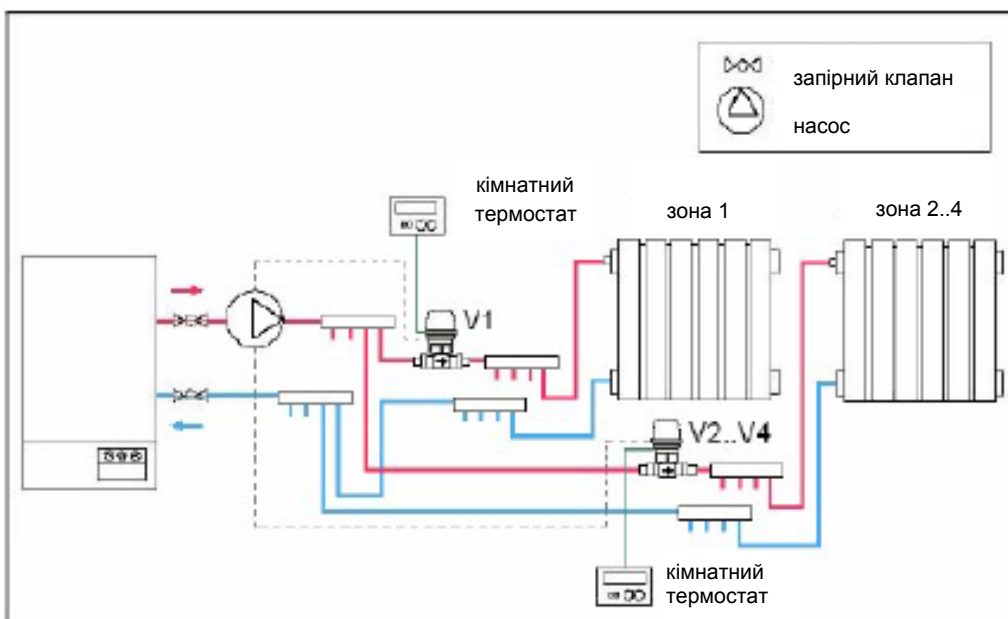 запірний клапан
насос
кімнатний
термостат
зона 1
зона 2..4
V1
V2..V4
кімнатний
термостат